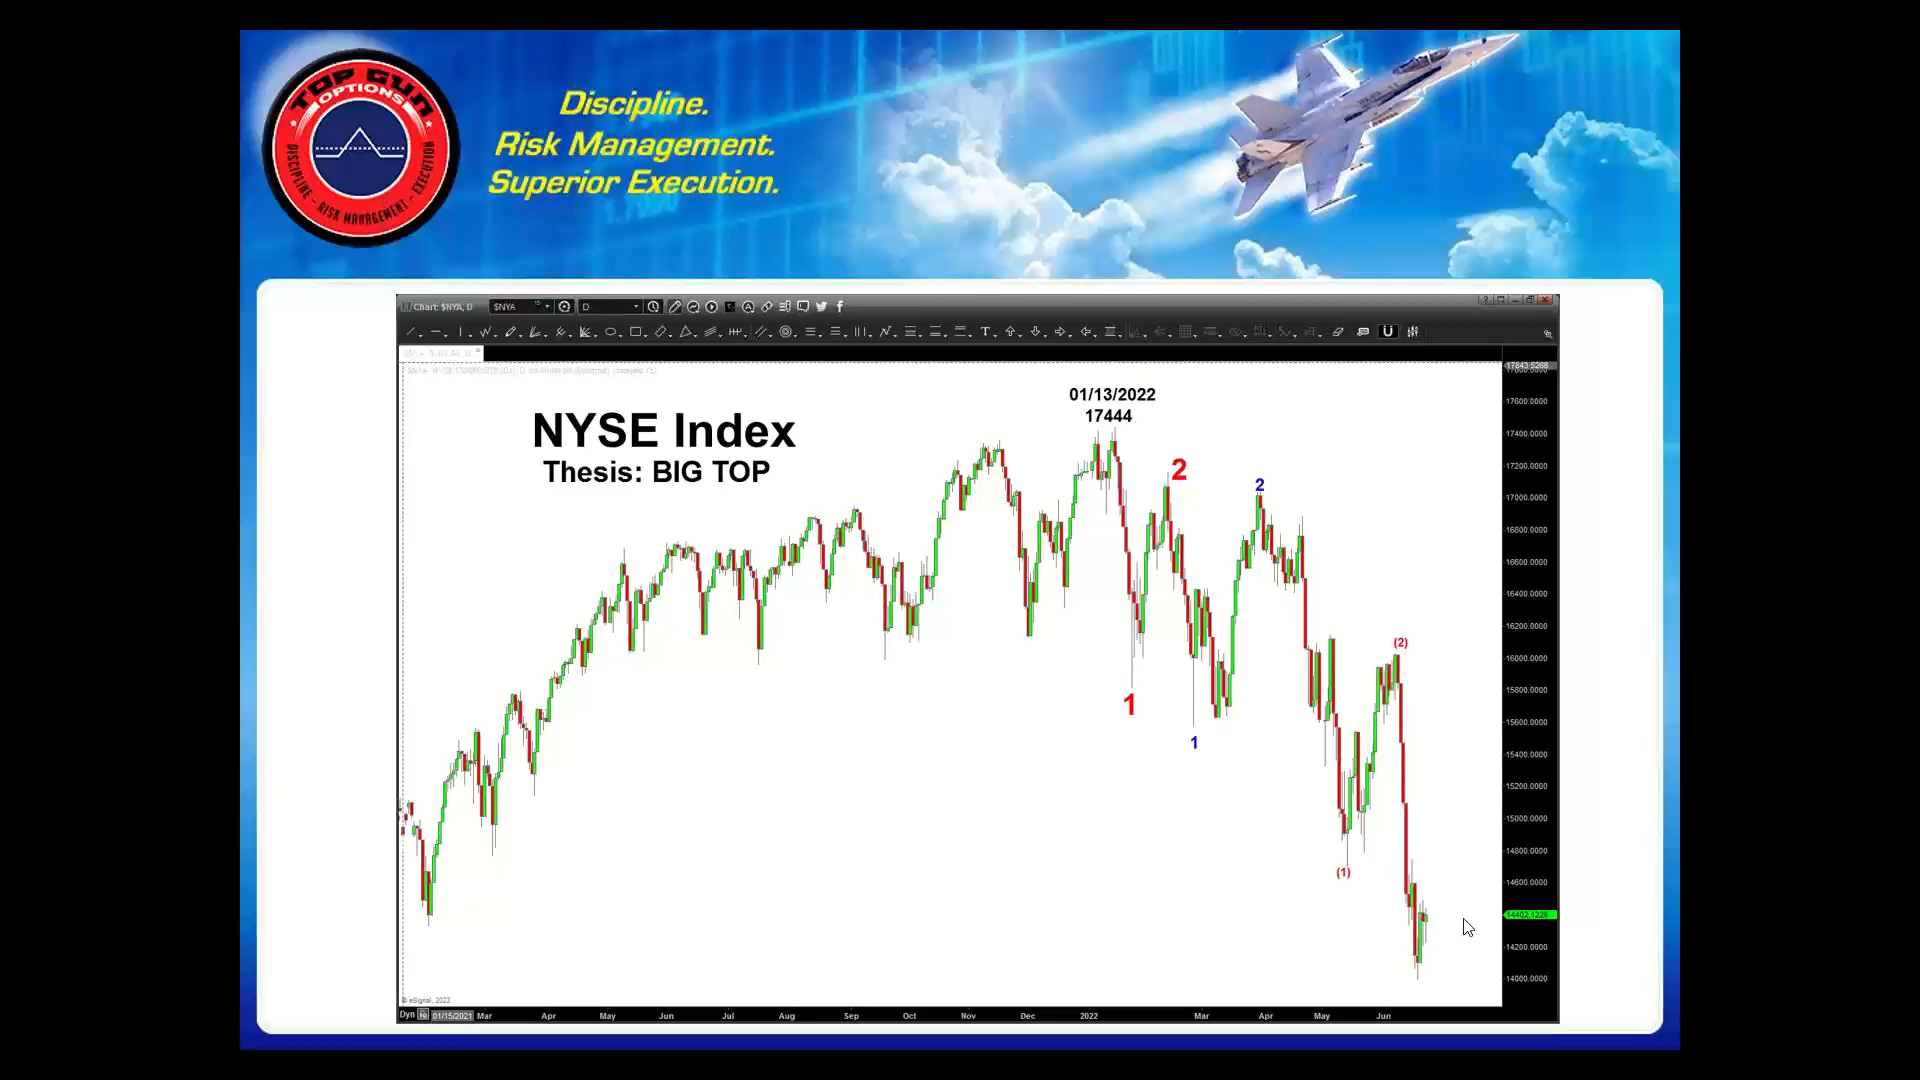 TOP GUN
OPTIONS
DISCIPLINE - RISK MANAGEMENT - EXECUTION
Discipline.
Risk Management.
Superior Execution.
Chart: $NYA, D
$NYA
D
01/13/2022
17444
NYSE Index
Thesis: BIG TOP
2
2
1
1
(2)
(1)
17843.5268
17600.0000
17400.0000
17200.0000
17000.0000
16800.0000
16600.0000
16400.0000
16200.0000
16000.0000
15800.0000
15600.0000
15400.0000
15200.0000
15000.0000
14800.0000
14600.0000
14402.1226
14200.0000
14000.0000
© eSignal, 2022
Dyn 01/15/2021 Mar Apr May Jun Jul Aug Sep Oct Nov Dec 2022 Mar Apr May Jun